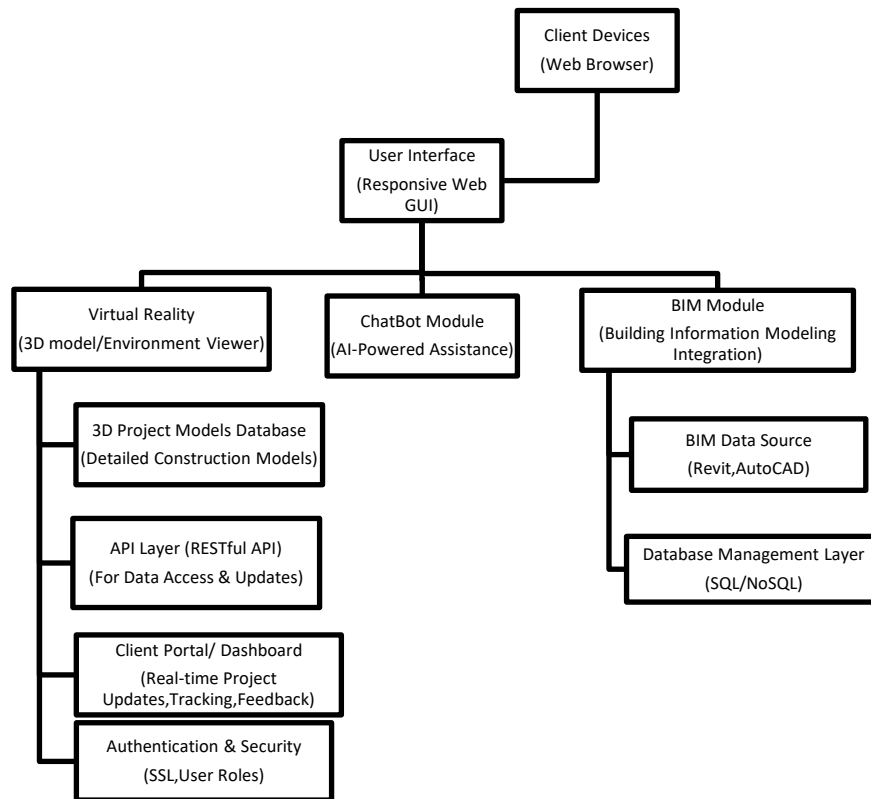 Client Devices
(Web Browser)
User Interface
(Responsive Web
GUI)
Virtual Reality
(3D model/Environment Viewer)
ChatBot Module
(AI-Powered Assistance)
BIM Module
(Building Information Modeling
Integration)
3D Project Models Database
(Detailed Construction Models)
API Layer (RESTful API)
(For Data Access & Updates)
Client Portal/ Dashboard
(Real-time Project
Updates,Tracking,Feedback)
Authentication & Security
(SSL,User Roles)
BIM Data Source
(Revit,AutoCAD)
Database Management Layer
(SQL/NoSQL)